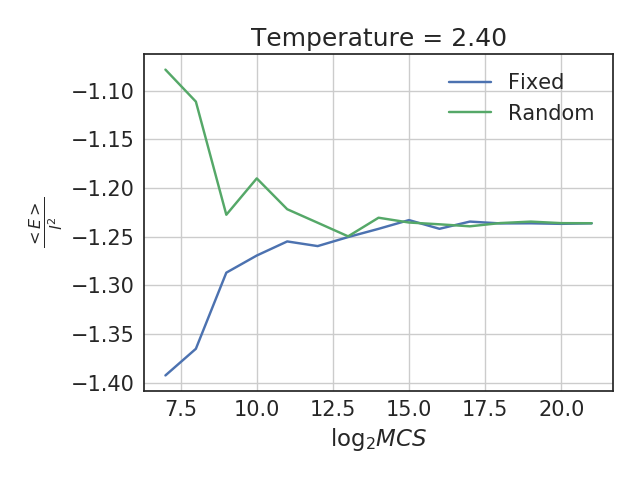 Temperature = 2.40
Fixed
Random
−1.10
−1.15
−1.20
−1.25
−1.30
−1.35
−1.40
<E>
l²
7.5 10.0 12.5 15.0 17.5 20.0
log₂MCS